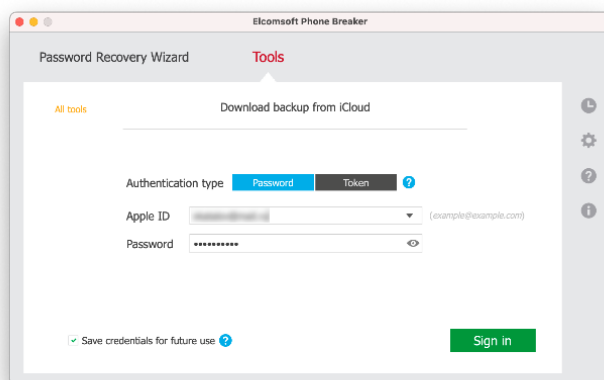 Elcomsoft Phone Breaker
Password Recovery Wizard Tools
All tools
Download backup from iCloud
Authentication type Password Token ?
Apple ID (example@example.com)
Password ••••••••••
Save credentials for future use ?
Sign in